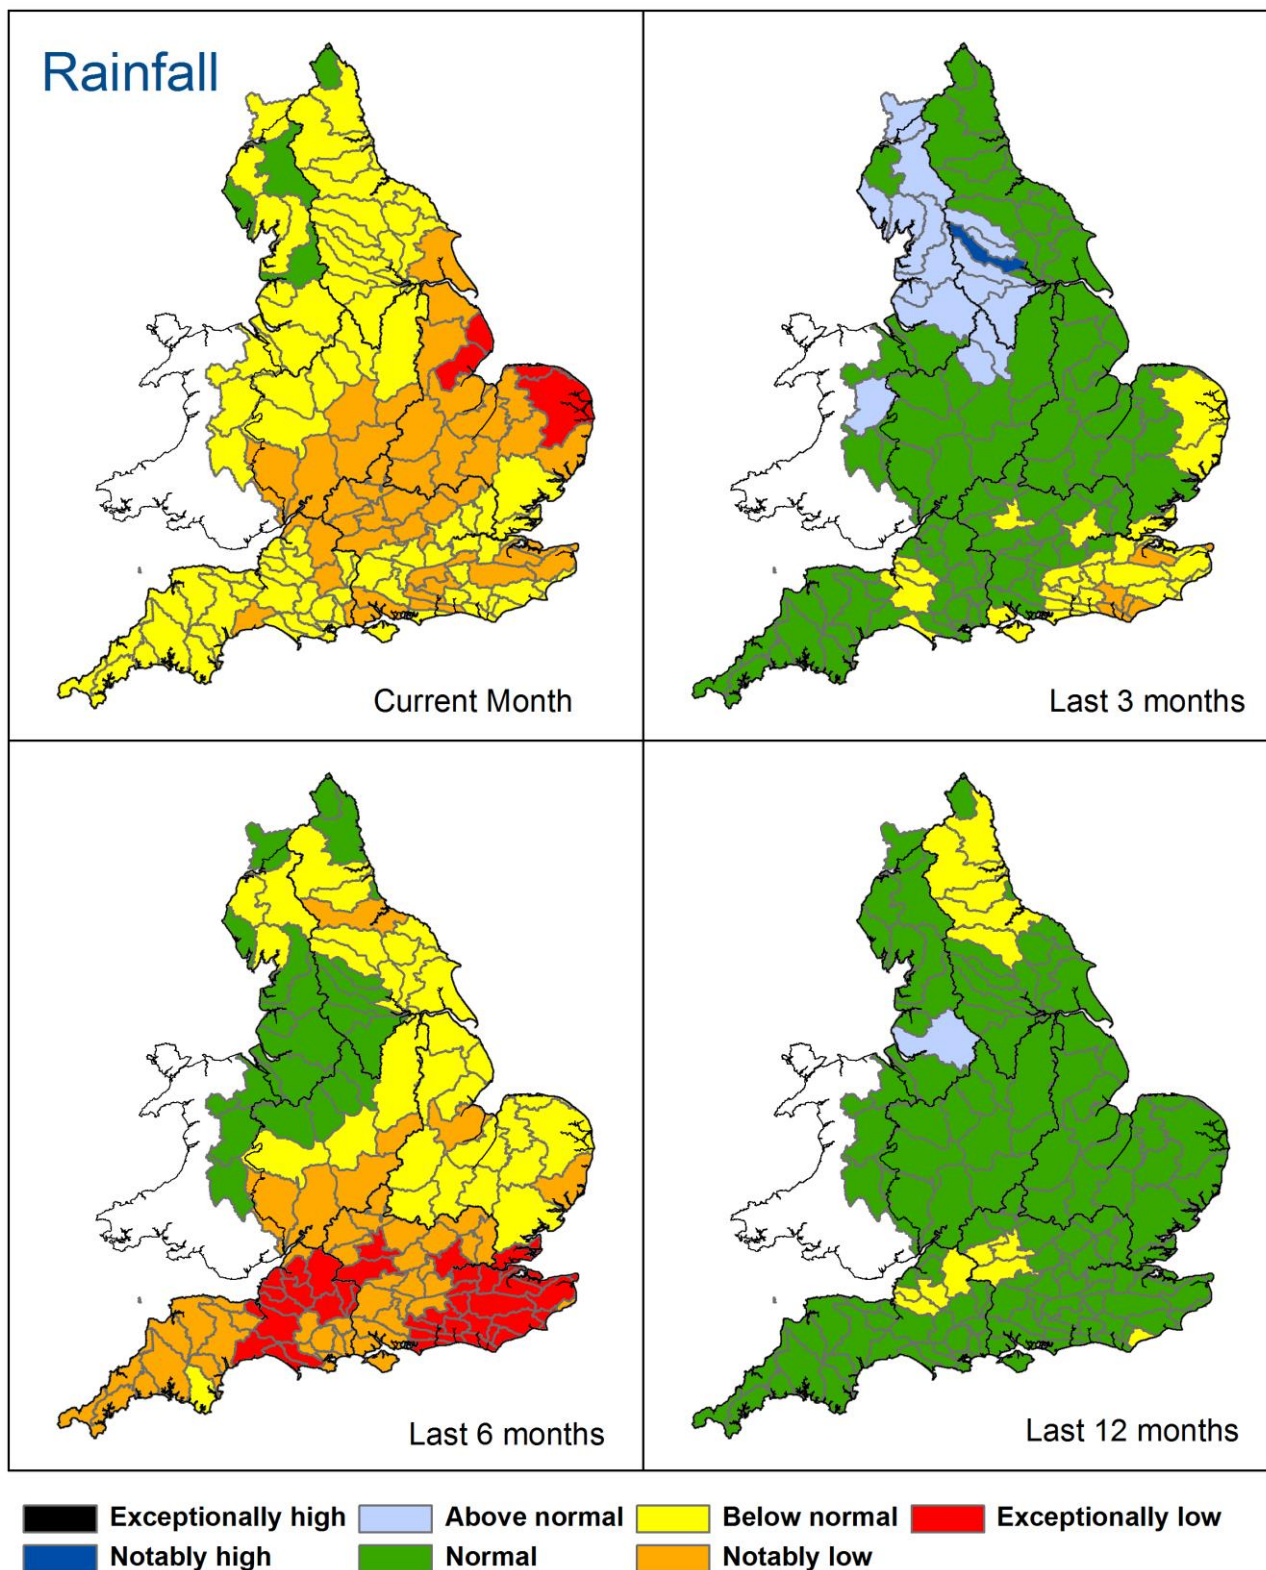 Rainfall
Current Month
Last 3 months
Last 6 months
Last 12 months
Exceptionally high
Above normal
Below normal
Exceptionally low
Notably high
Normal
Notably low